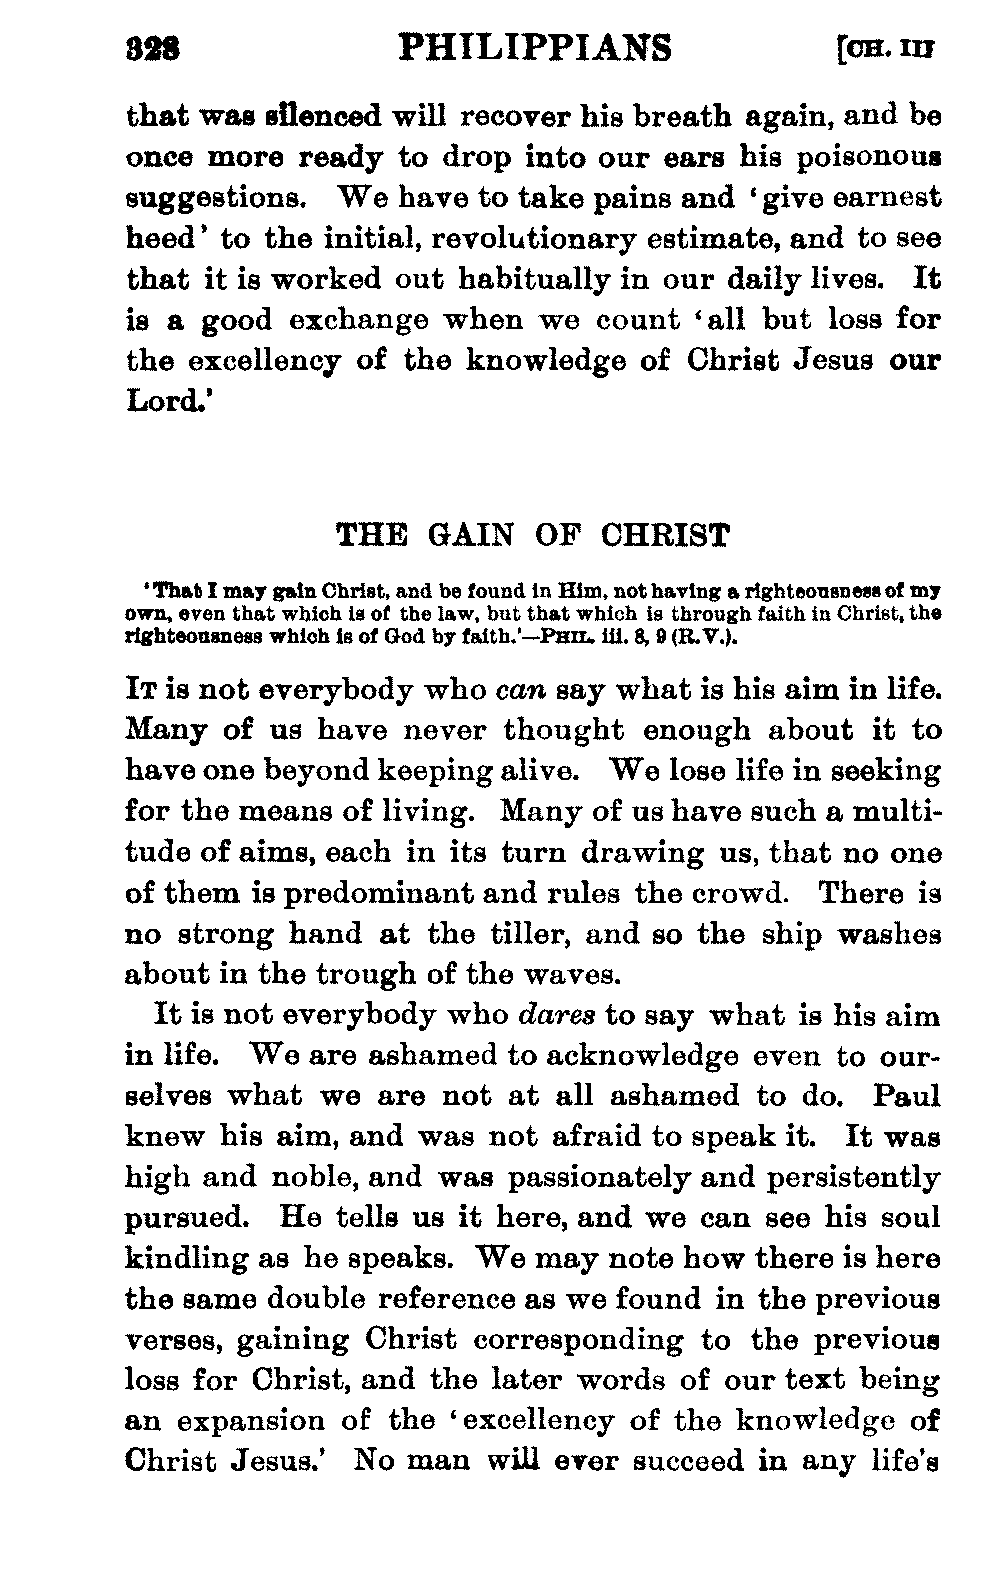 328 PHILIPPIANS [CH. III
that was silenced will recover his breath again, and be
once more ready to drop into our ears his poisonous
suggestions. We have to take pains and ‘give earnest
heed’ to the initial, revolutionary estimate, and to see
that it is worked out habitually in our daily lives. It
is a good exchange when we count ‘all but loss for
the excellency of the knowledge of Christ Jesus our
Lord.’
THE GAIN OF CHRIST
‘That I may gain Christ, and be found in Him, not having a righteousness of my
own, even that which is of the law, but that which is through faith in Christ, the
righteousness which is of God by faith.’—PHIL. iii. 8, 9 (R.V.).
IT is not everybody who can say what is his aim in life.
Many of us have never thought enough about it to
have one beyond keeping alive. We lose life in seeking
for the means of living. Many of us have such a multi-
tude of aims, each in its turn drawing us, that no one
of them is predominant and rules the crowd. There is
no strong hand at the tiller, and so the ship washes
about in the trough of the waves.
It is not everybody who dares to say what is his aim
in life. We are ashamed to acknowledge even to our-
selves what we are not at all ashamed to do. Paul
knew his aim, and was not afraid to speak it. It was
high and noble, and was passionately and persistently
pursued. He tells us it here, and we can see his soul
kindling as he speaks. We may note how there is here
the same double reference as we found in the previous
verses, gaining Christ corresponding to the previous
loss for Christ, and the later words of our text being
an expansion of the ‘excellency of the knowledge of
Christ Jesus.’ No man will ever succeed in any life’s